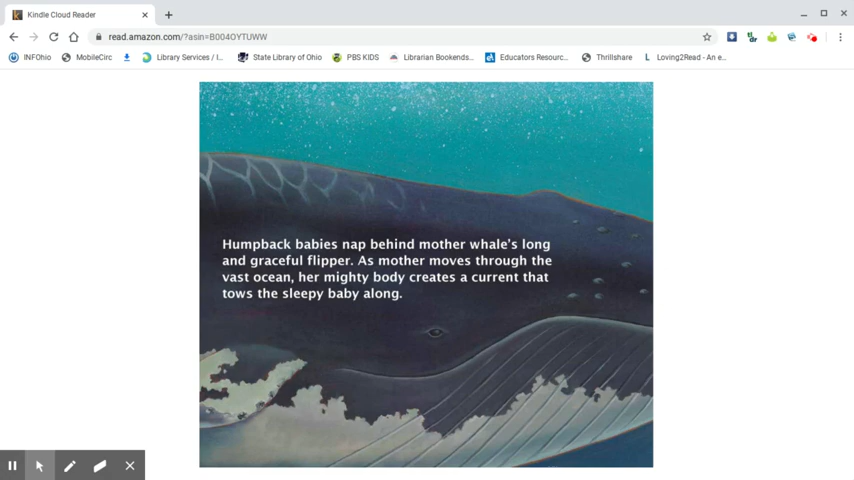 Kindle Cloud Reader
read.amazon.com/?asin=B004OYTUWW
INFOhio MobileCirc Library Services / I... State Library of Ohio PBS KIDS Librarian Bookends... Educators Resourc... Thrillshare Loving2Read - An e...
Humpback babies nap behind mother whale's long
and graceful flipper. As mother moves through the
vast ocean, her mighty body creates a current that
tows the sleepy baby along.